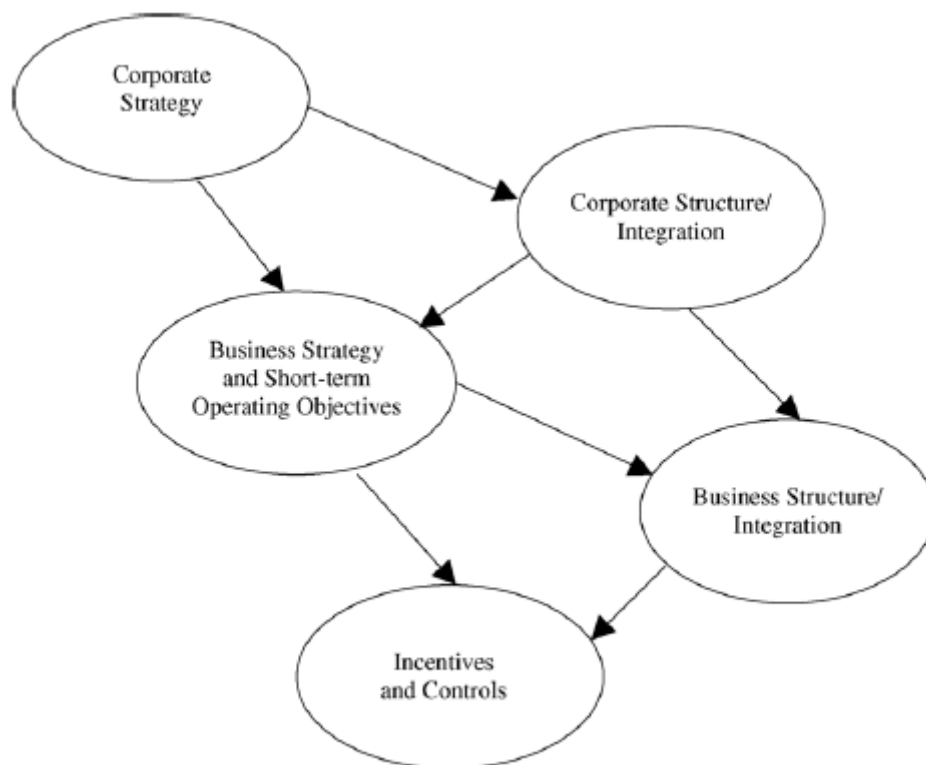 Corporate
Strategy
Corporate Structure/
Integration
Business Strategy
and Short-term
Operating Objectives
Business Structure/
Integration
Incentives
and Controls